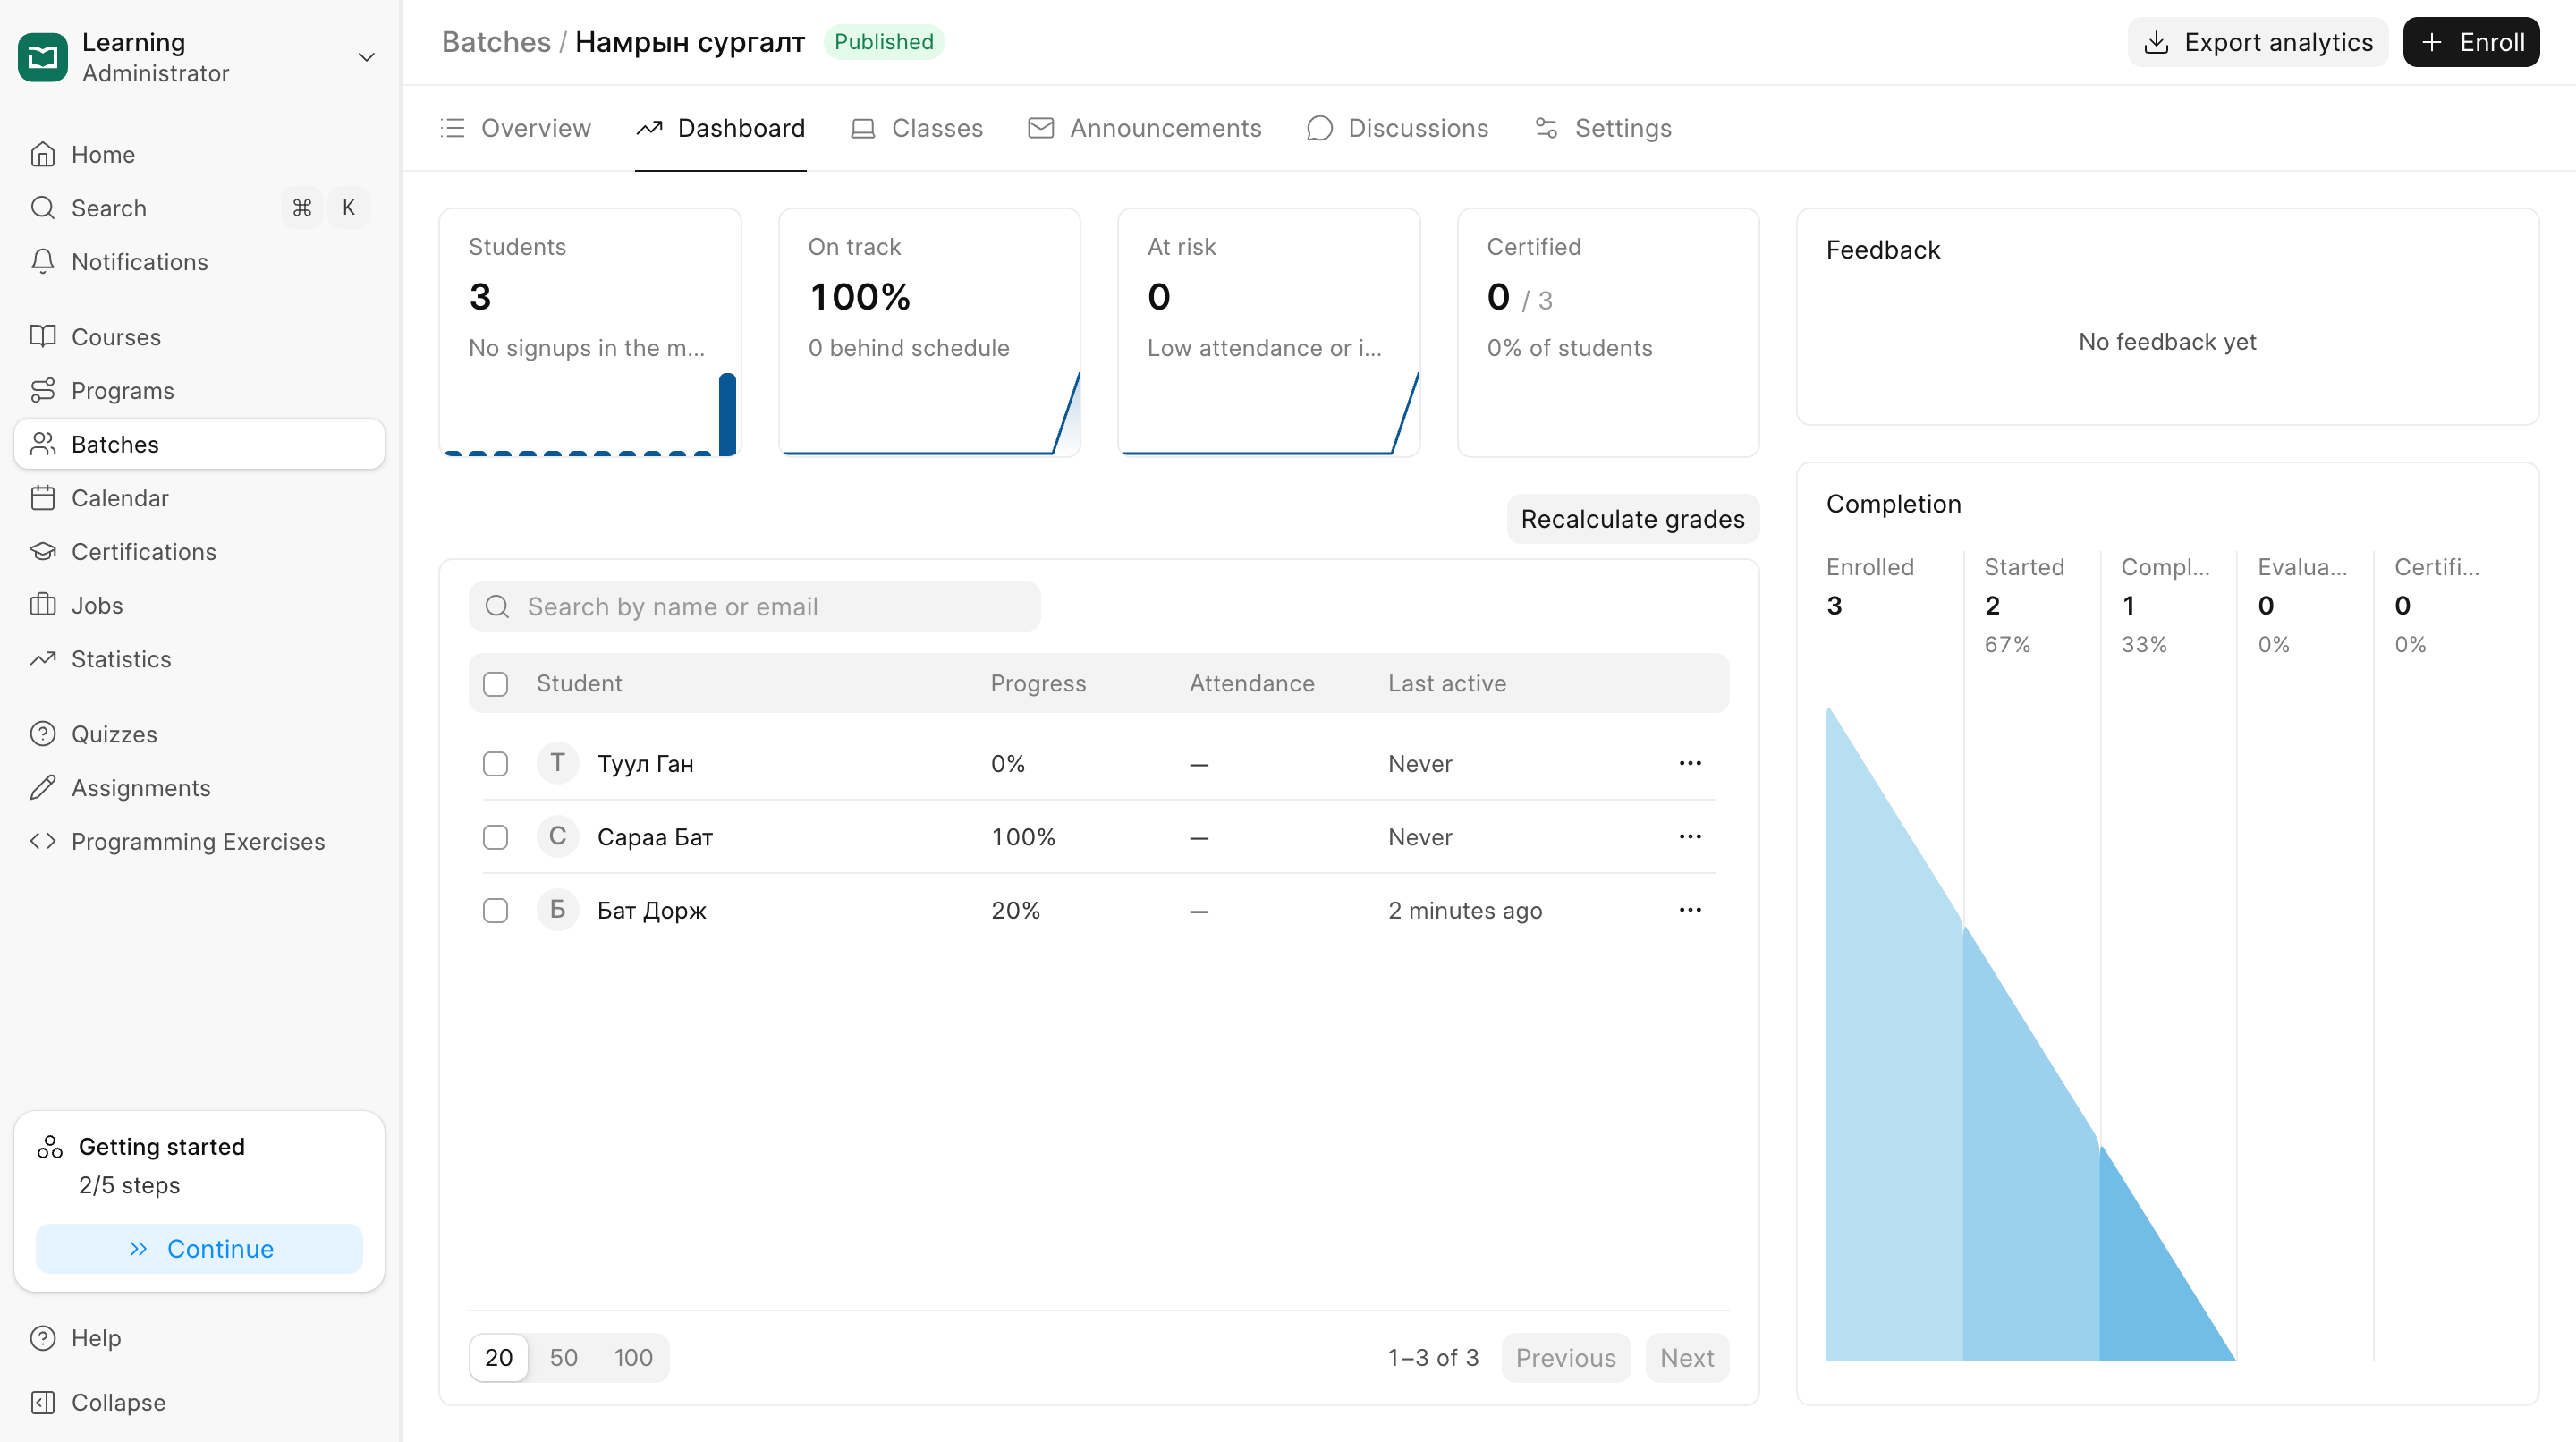 Learning
Administrator
Home
Search ⌘ K
Notifications
Courses
Programs
Batches
Calendar
Certifications
Jobs
Statistics
Quizzes
Assignments
Programming Exercises
Getting started
2/5 steps
Continue
Help
Collapse
Batches / Намрын сургалт Published
Export analytics
+ Enroll
Overview Dashboard Classes Announcements Discussions Settings
Students
3
No signups in the m...
On track
100%
0 behind schedule
At risk
0
Low attendance or i...
Certified
0 / 3
0% of students
Recalculate grades
Search by name or email
Student Progress Attendance Last active
Т Туул Ган 0% — Never ...
С Сараа Бат 100% — Never ...
Б Бат Дорж 20% — 2 minutes ago ...
20 50 100
1–3 of 3 Previous Next
Feedback
No feedback yet
Completion
Enrolled Started Compl... Evalua... Certifi...
3 2 1 0 0
67% 33% 0% 0%